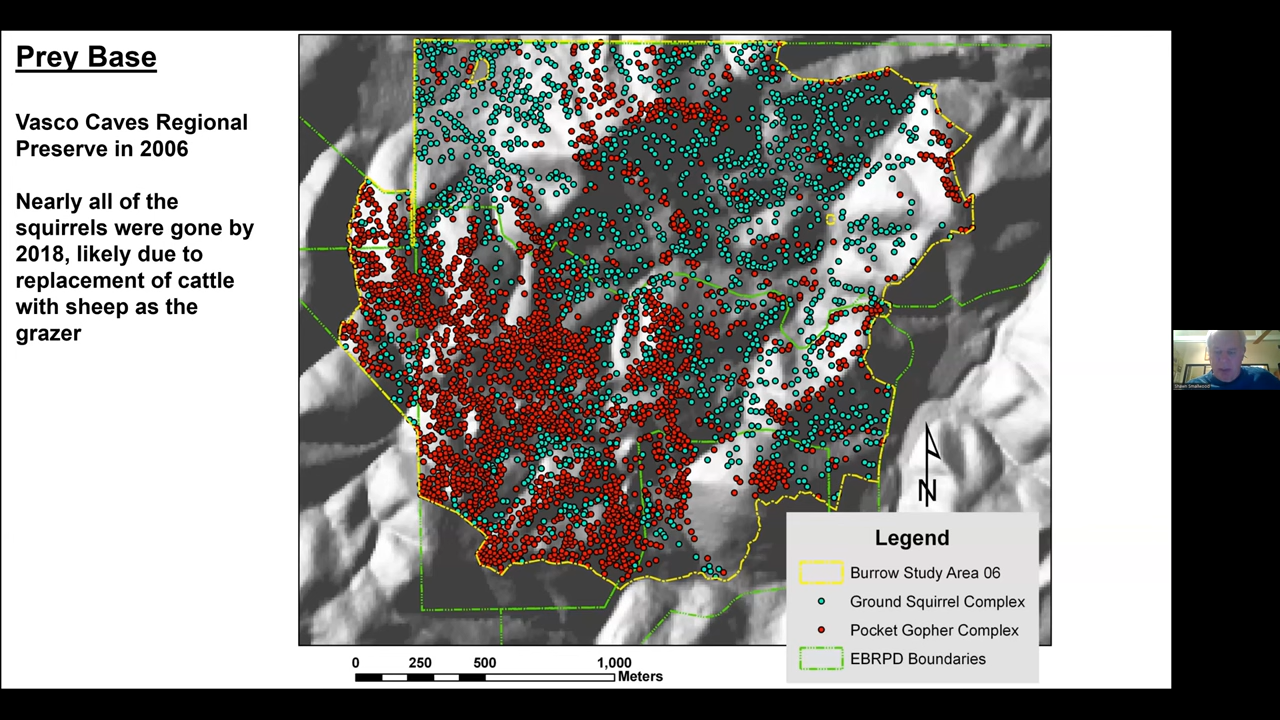 Prey Base
Vasco Caves Regional
Preserve in 2006
Nearly all of the
squirrels were gone by
2018, likely due to
replacement of cattle
with sheep as the
grazer
N
Legend
Burrow Study Area 06
Ground Squirrel Complex
Pocket Gopher Complex
EBRPD Boundaries
0 250 500 1,000
Meters
Shawn Smallwood